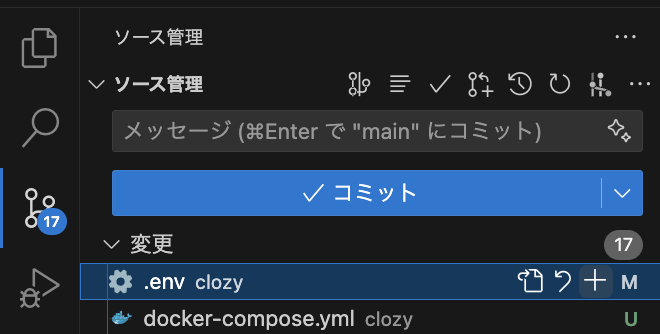 ソース管理
ソース管理
メッセージ (⌘Enter で "main" にコミット)
コミット
17
変更 17
.env clozy M
docker-compose.yml clozy U